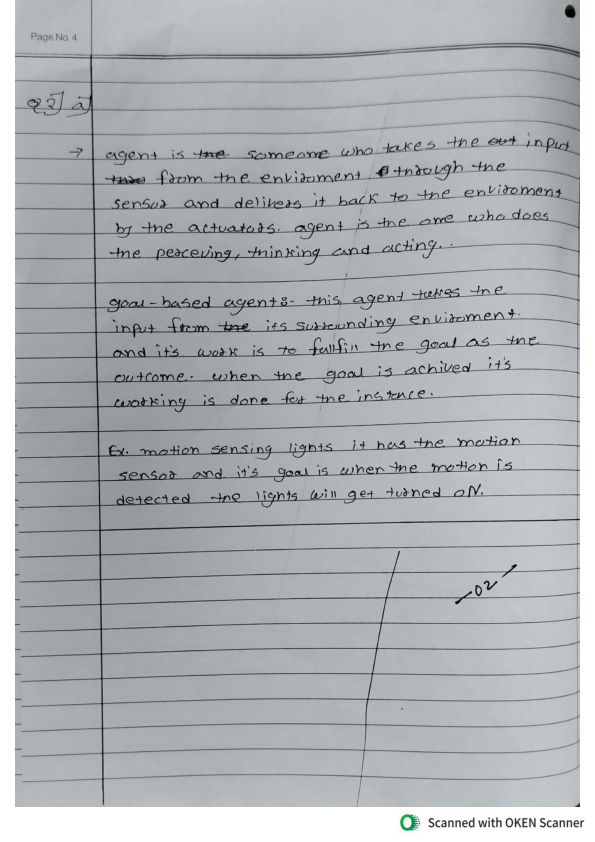 Page No. 4
Q 2] a]
→ agent is the someone who takes the out input
from the enviroment through the
sensor and delivers it back to the enviroment
by the actuators. agent is the one who does
the perceving, thinking and acting..
goal-based agent:- this agent takes the
input from the its surrounding enviroment.
and it's work is to fullfill the goal as the
outcome. when the goal is achived it's
working is done for the instence.
Ex. motion sensing lights it has the motion
sensor and it's goal is when the motion is
detected the lights will get turned ON.
-02-
Scanned with OKEN Scanner